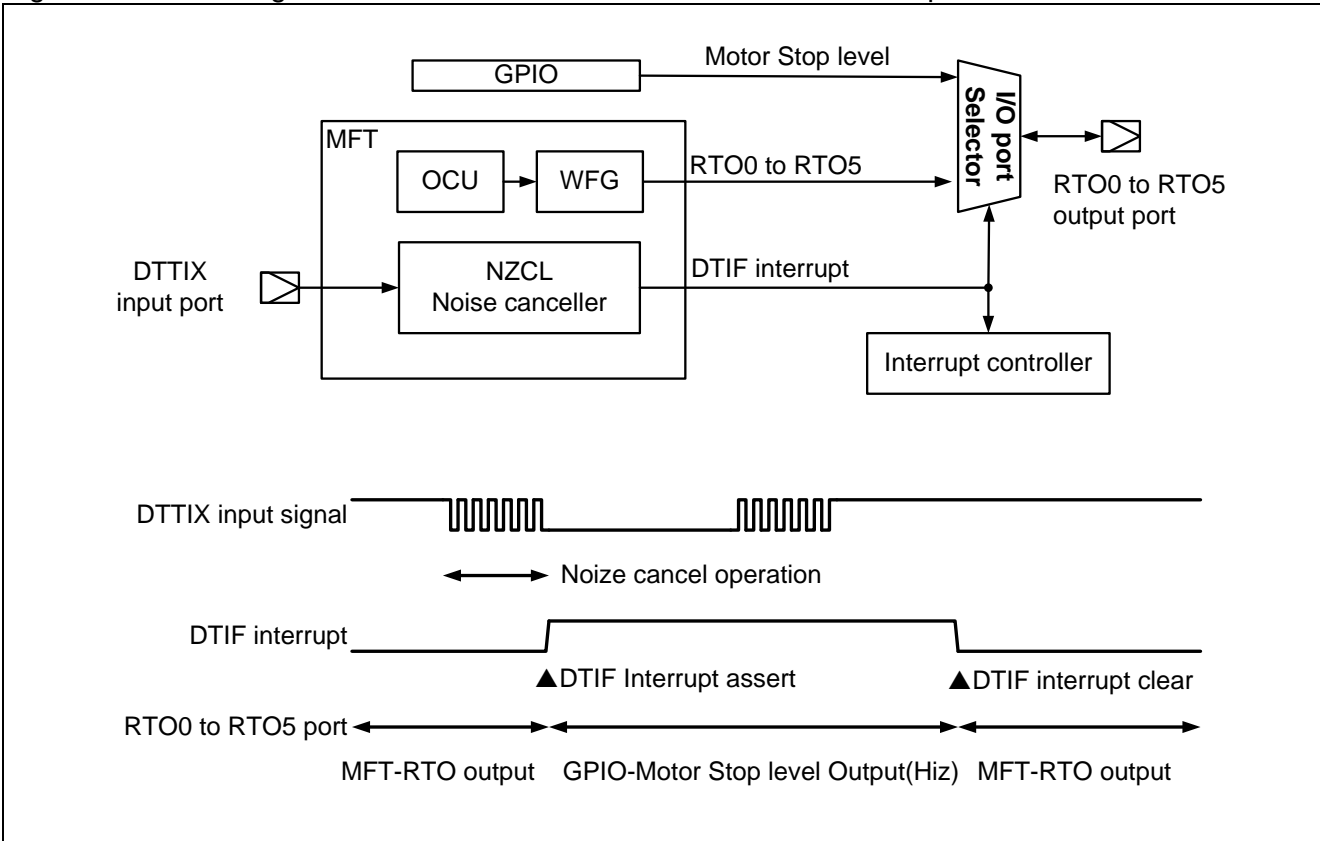 Motor Stop level
GPIO
I/O port
Selector
MFT
OCU
WFG
RTO0 to RTO5
RTO0 to RTO5
output port
DTTIX
input port
NZCL
Noise canceller
DTIF interrupt
Interrupt controller
DTTIX input signal
Noize cancel operation
DTIF interrupt
▲DTIF Interrupt assert
▲DTIF interrupt clear
RTO0 to RTO5 port
MFT-RTO output
GPIO-Motor Stop level Output(Hiz)
MFT-RTO output